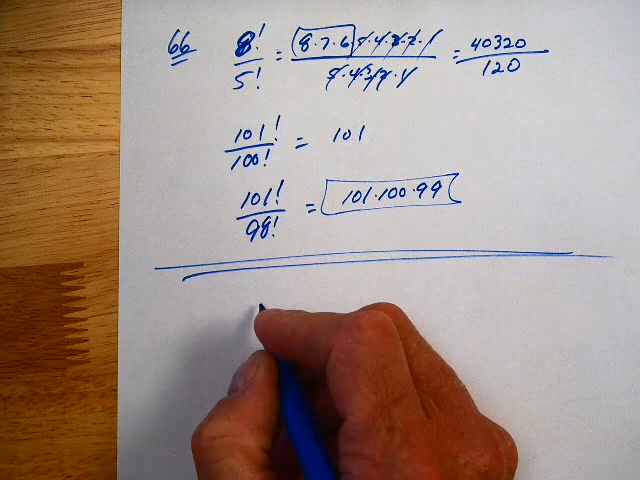 66 8!/5! = 8·7·6·5·4·3·2·1/5·4·3·2·1 = 40320/120
101!/100! = 101
101!/98! = 101·100·99